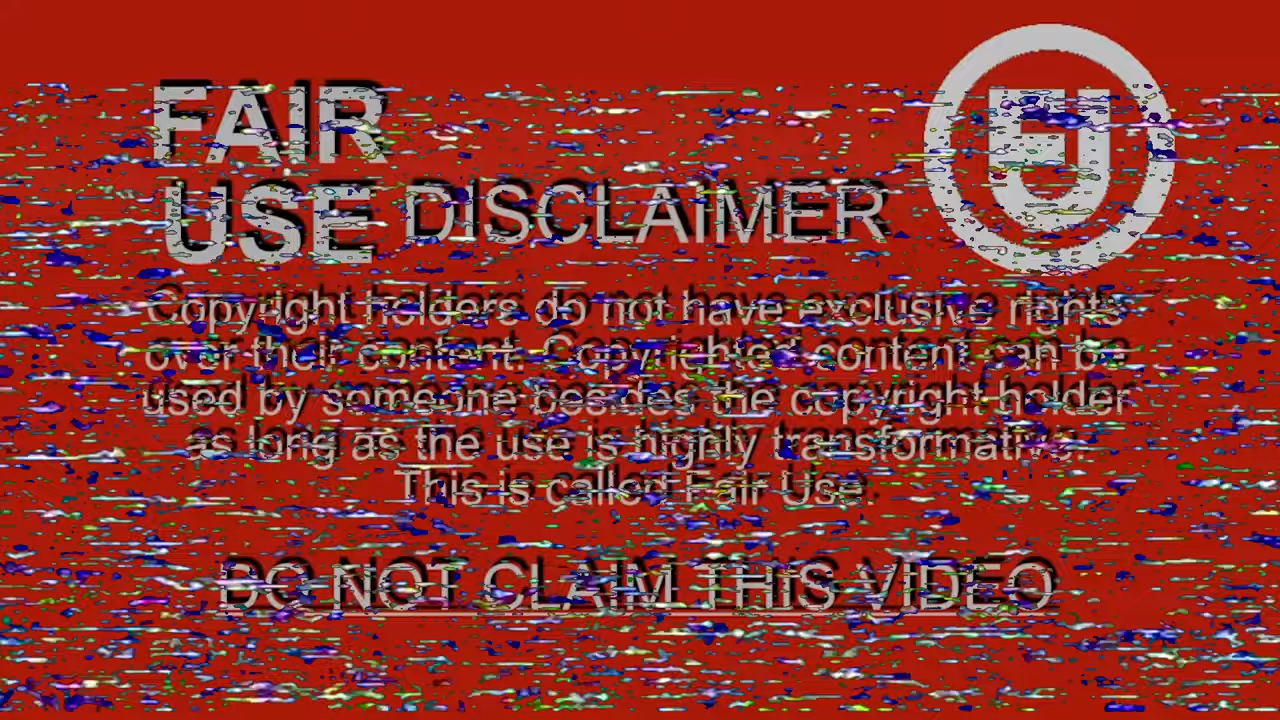 FAIR
USE DISCLAIMER
FU
Copyright holders do not have exclusive rights
over their content. Copyrighted content can be
used by someone besides the copyright holder
as long as the use is highly transformative.
This is called Fair Use.
DO NOT CLAIM THIS VIDEO